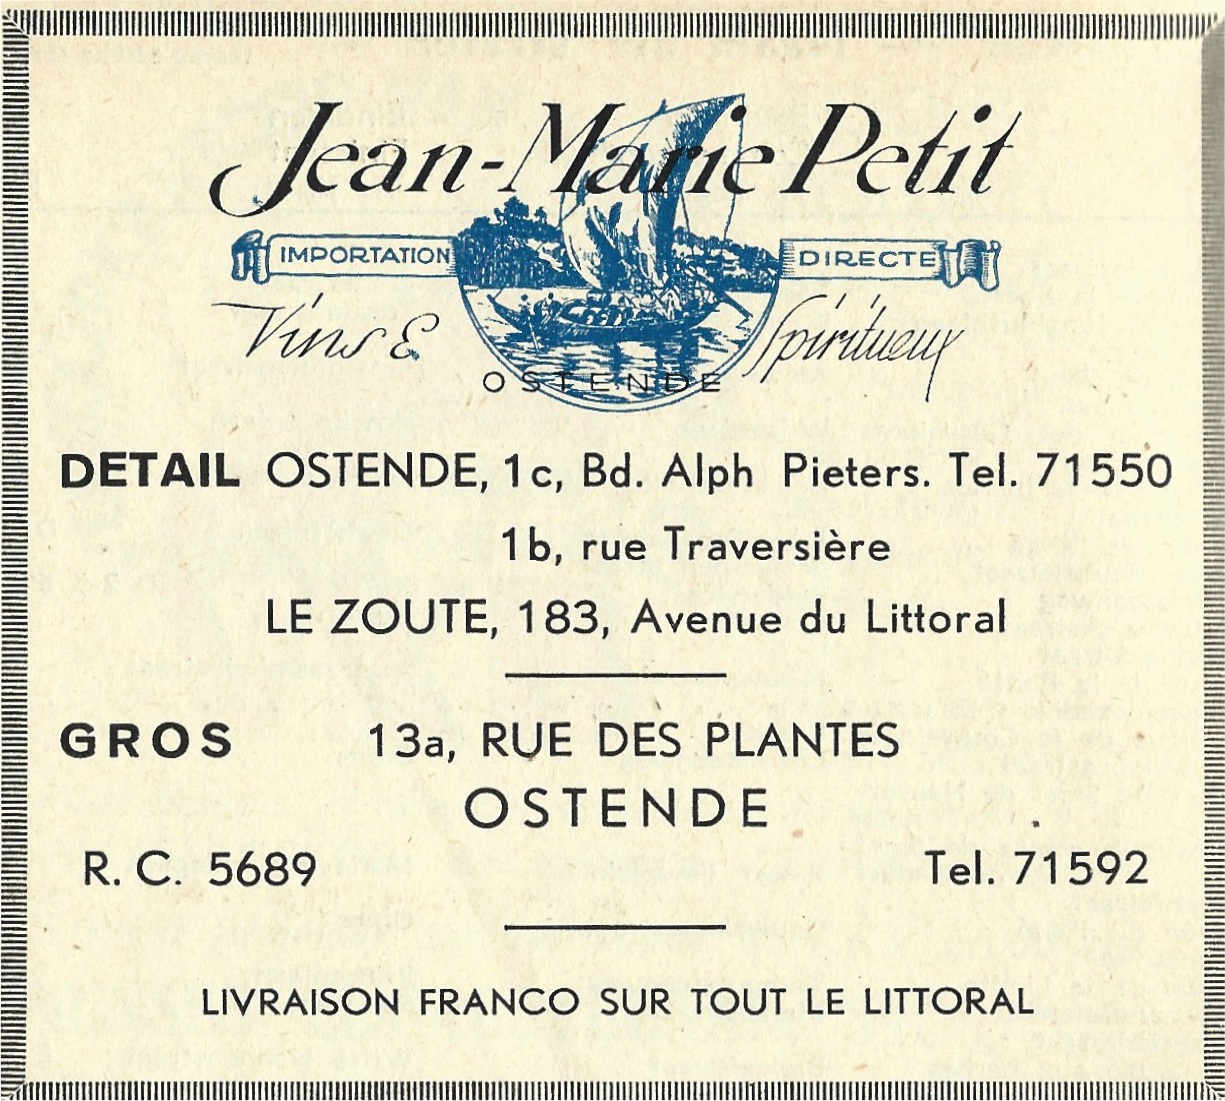 Jean-Marie Petit
IMPORTATION DIRECTE
Vins & Spiritueux
OSTENDE
DETAIL OSTENDE, 1c, Bd. Alph Pieters. Tel. 71550
1b, rue Traversière
LE ZOUTE, 183, Avenue du Littoral
GROS 13a, RUE DES PLANTES
OSTENDE
R. C. 5689 Tel. 71592
LIVRAISON FRANCO SUR TOUT LE LITTORAL